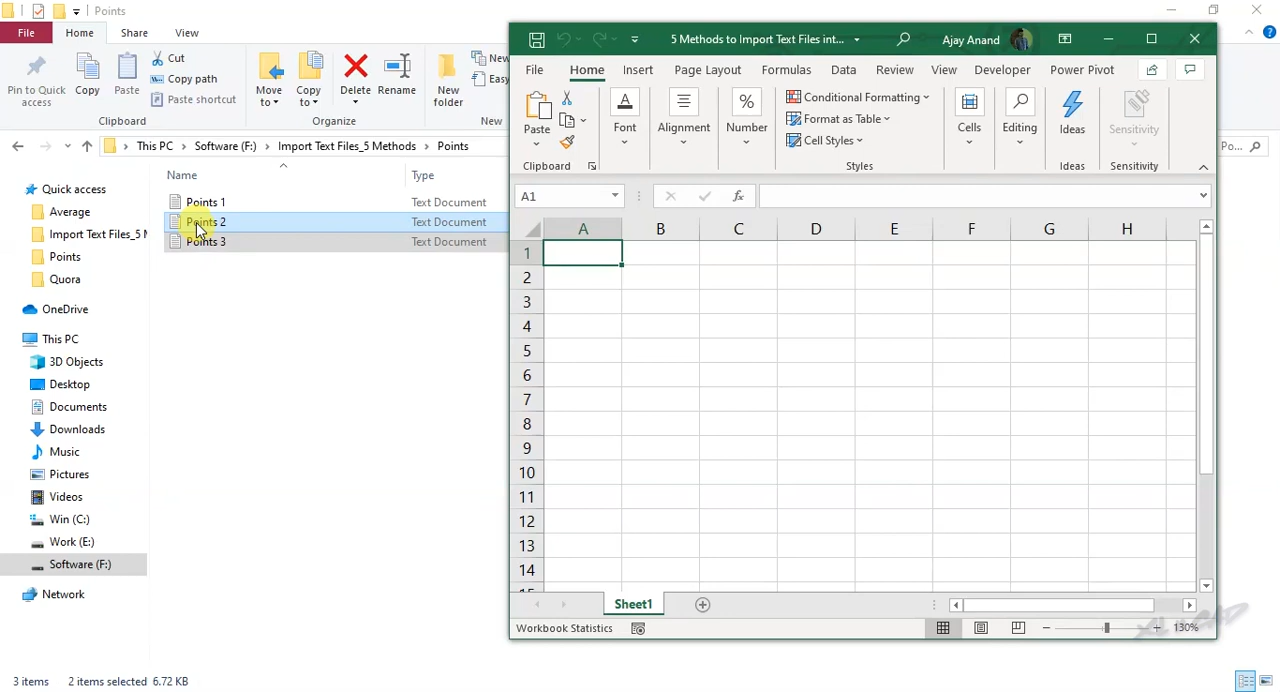 Points
File Home Share View
Pin to Quick access
Copy
Paste
Cut
Copy path
Paste shortcut
Clipboard
Move to
Copy to
Delete
Rename
Organize
New folder
New
Easy
New
This PC > Software (F:) > Import Text Files_5 Methods > Points
Po...
Name Type
Points 1 Text Document
Points 2 Text Document
Points 3 Text Document
Quick access
Average
Import Text Files_5 M
Points
Quora
OneDrive
This PC
3D Objects
Desktop
Documents
Downloads
Music
Pictures
Videos
Win (C:)
Work (E:)
Software (F:)
Network
3 items 2 items selected 6.72 KB
5 Methods to Import Text Files int...
Ajay Anand
File Home Insert Page Layout Formulas Data Review View Developer Power Pivot
Paste
Clipboard
Font
Alignment
Number
Conditional Formatting
Format as Table
Cell Styles
Styles
Cells
Editing
Ideas
Ideas
Sensitivity
Sensitivity
A1
fx
A B C D E F G H
1
2
3
4
5
6
7
8
9
10
11
12
13
14
15
Sheet1
Workbook Statistics
130%
XL n CAD